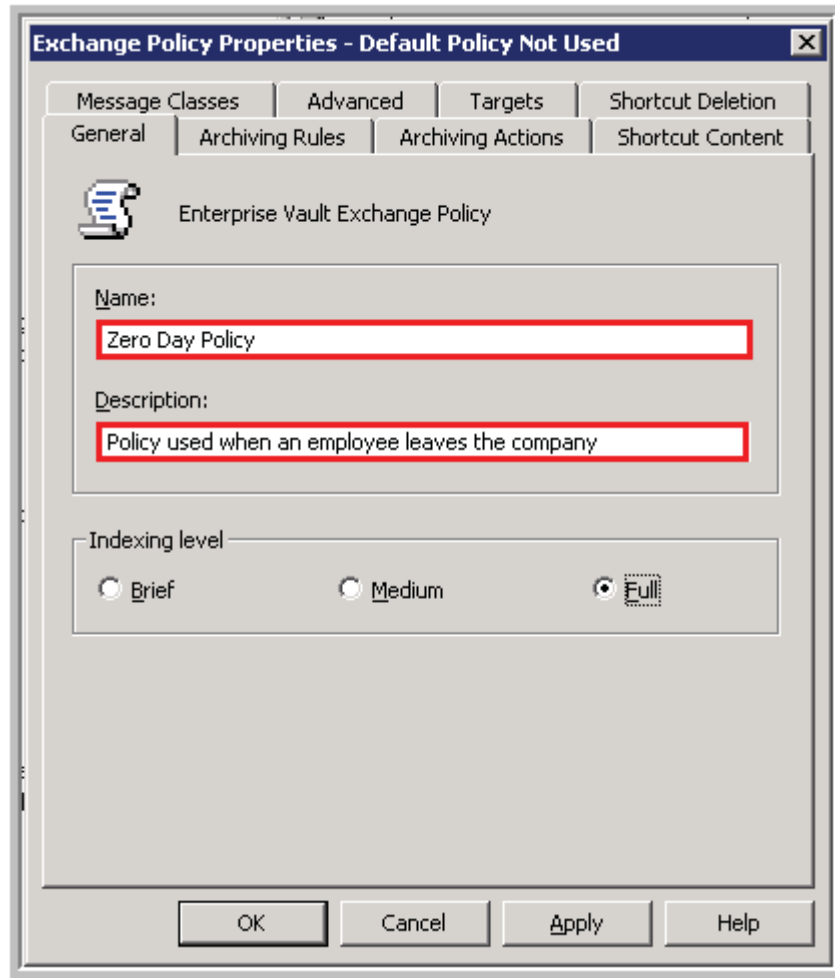 Exchange Policy Properties - Default Policy Not Used
Message Classes
Advanced
Targets
Shortcut Deletion
General
Archiving Rules
Archiving Actions
Shortcut Content
Enterprise Vault Exchange Policy
Name:
Zero Day Policy
Description:
Policy used when an employee leaves the company
Indexing level
Brief
Medium
Full
OK
Cancel
Apply
Help